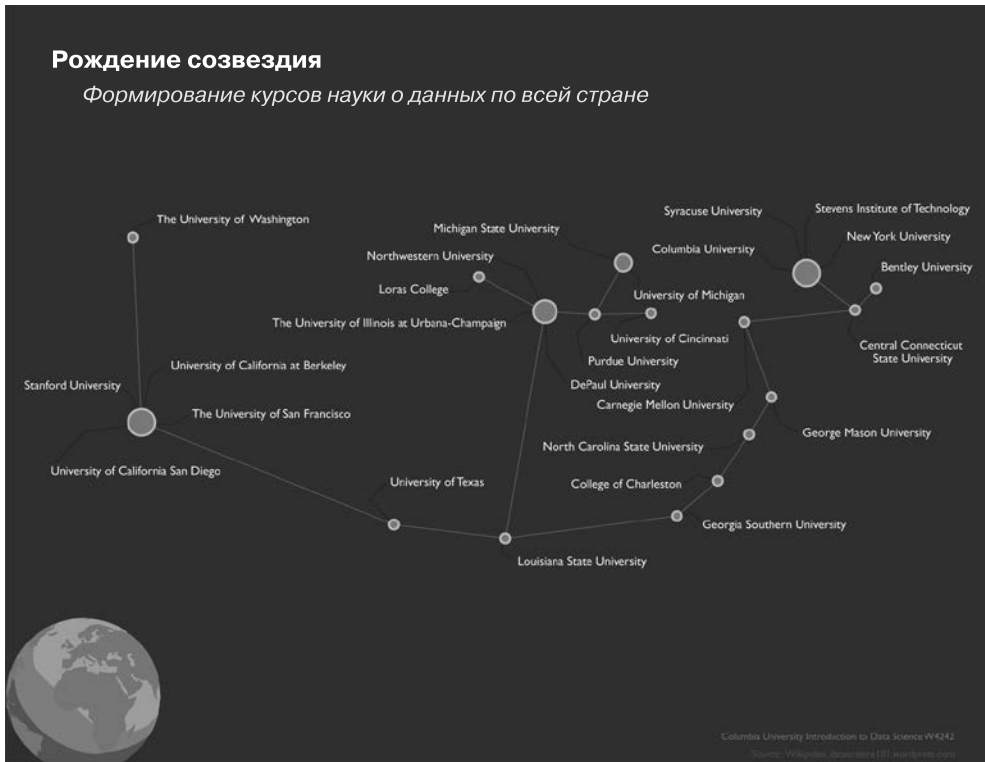 Рождение созвездия
Формирование курсов науки о данных по всей стране
The University of Washington
Michigan State University
Northwestern University
Loras College
The University of Illinois at Urbana-Champaign
Syracuse University
Stevens Institute of Technology
New York University
Columbia University
Bentley University
University of Michigan
University of Cincinnati
Purdue University
DePaul University
Carnegie Mellon University
Central Connecticut
State University
University of California at Berkeley
Stanford University
The University of San Francisco
University of California San Diego
George Mason University
North Carolina State University
University of Texas
College of Charleston
Georgia Southern University
Louisiana State University
Columbia University Introduction to Data Science W4242
Source: Wikipedia, datascience101.wordpress.com